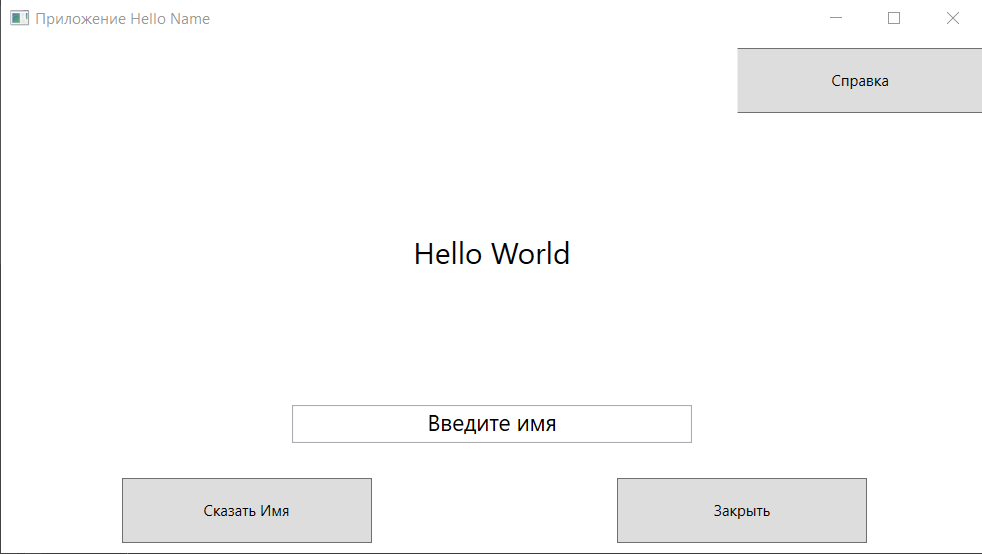 Приложение Hello Name
Справка
Hello World
Введите имя
Сказать Имя
Закрыть